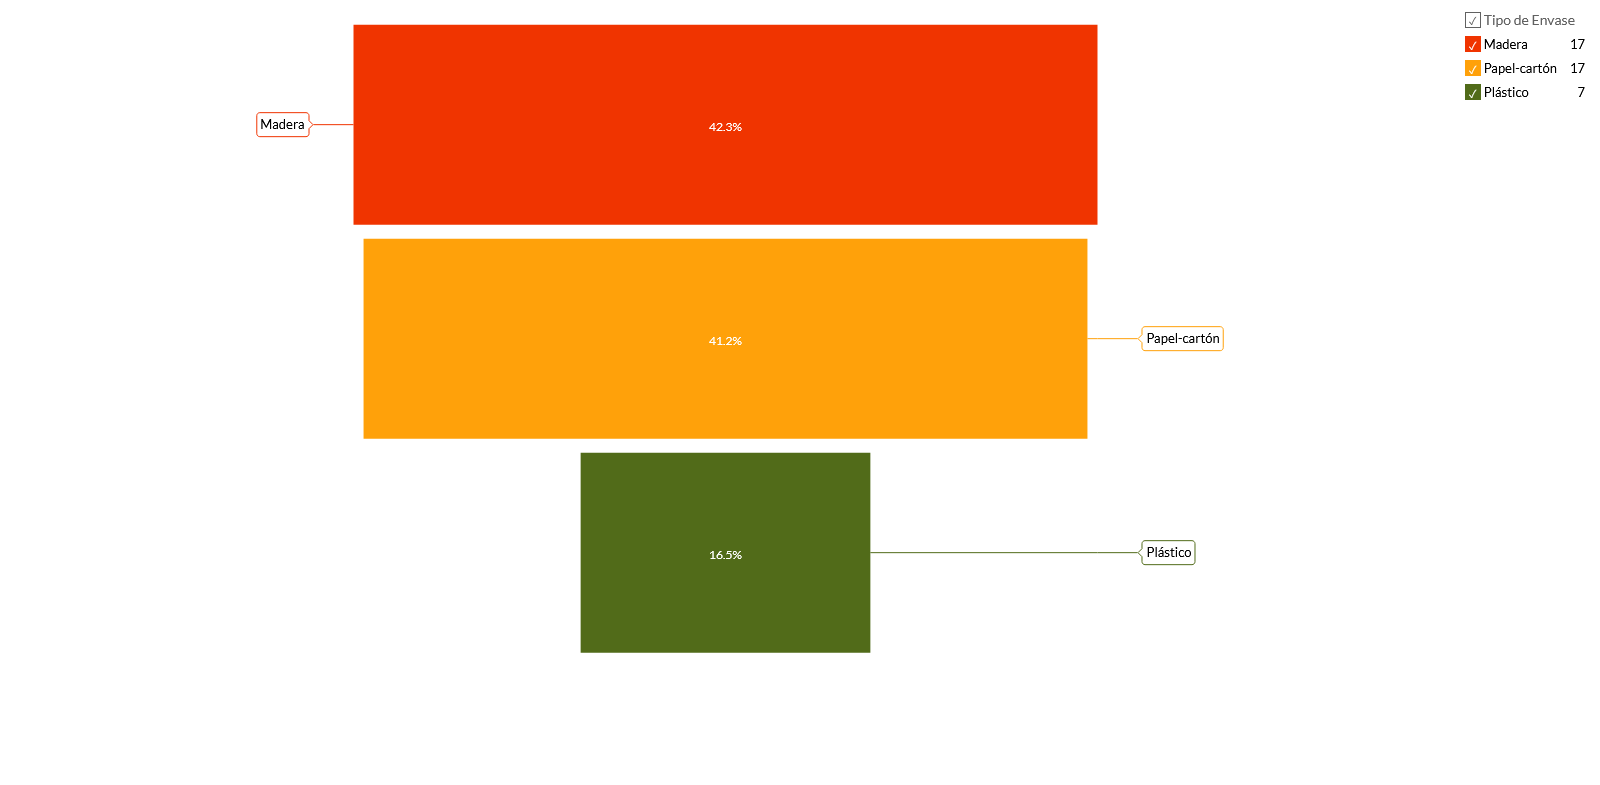 Tipo de Envase
Madera 17
Papel-cartón 17
Plástico 7
Madera
42.3%
41.2%
Papel-cartón
16.5%
Plástico